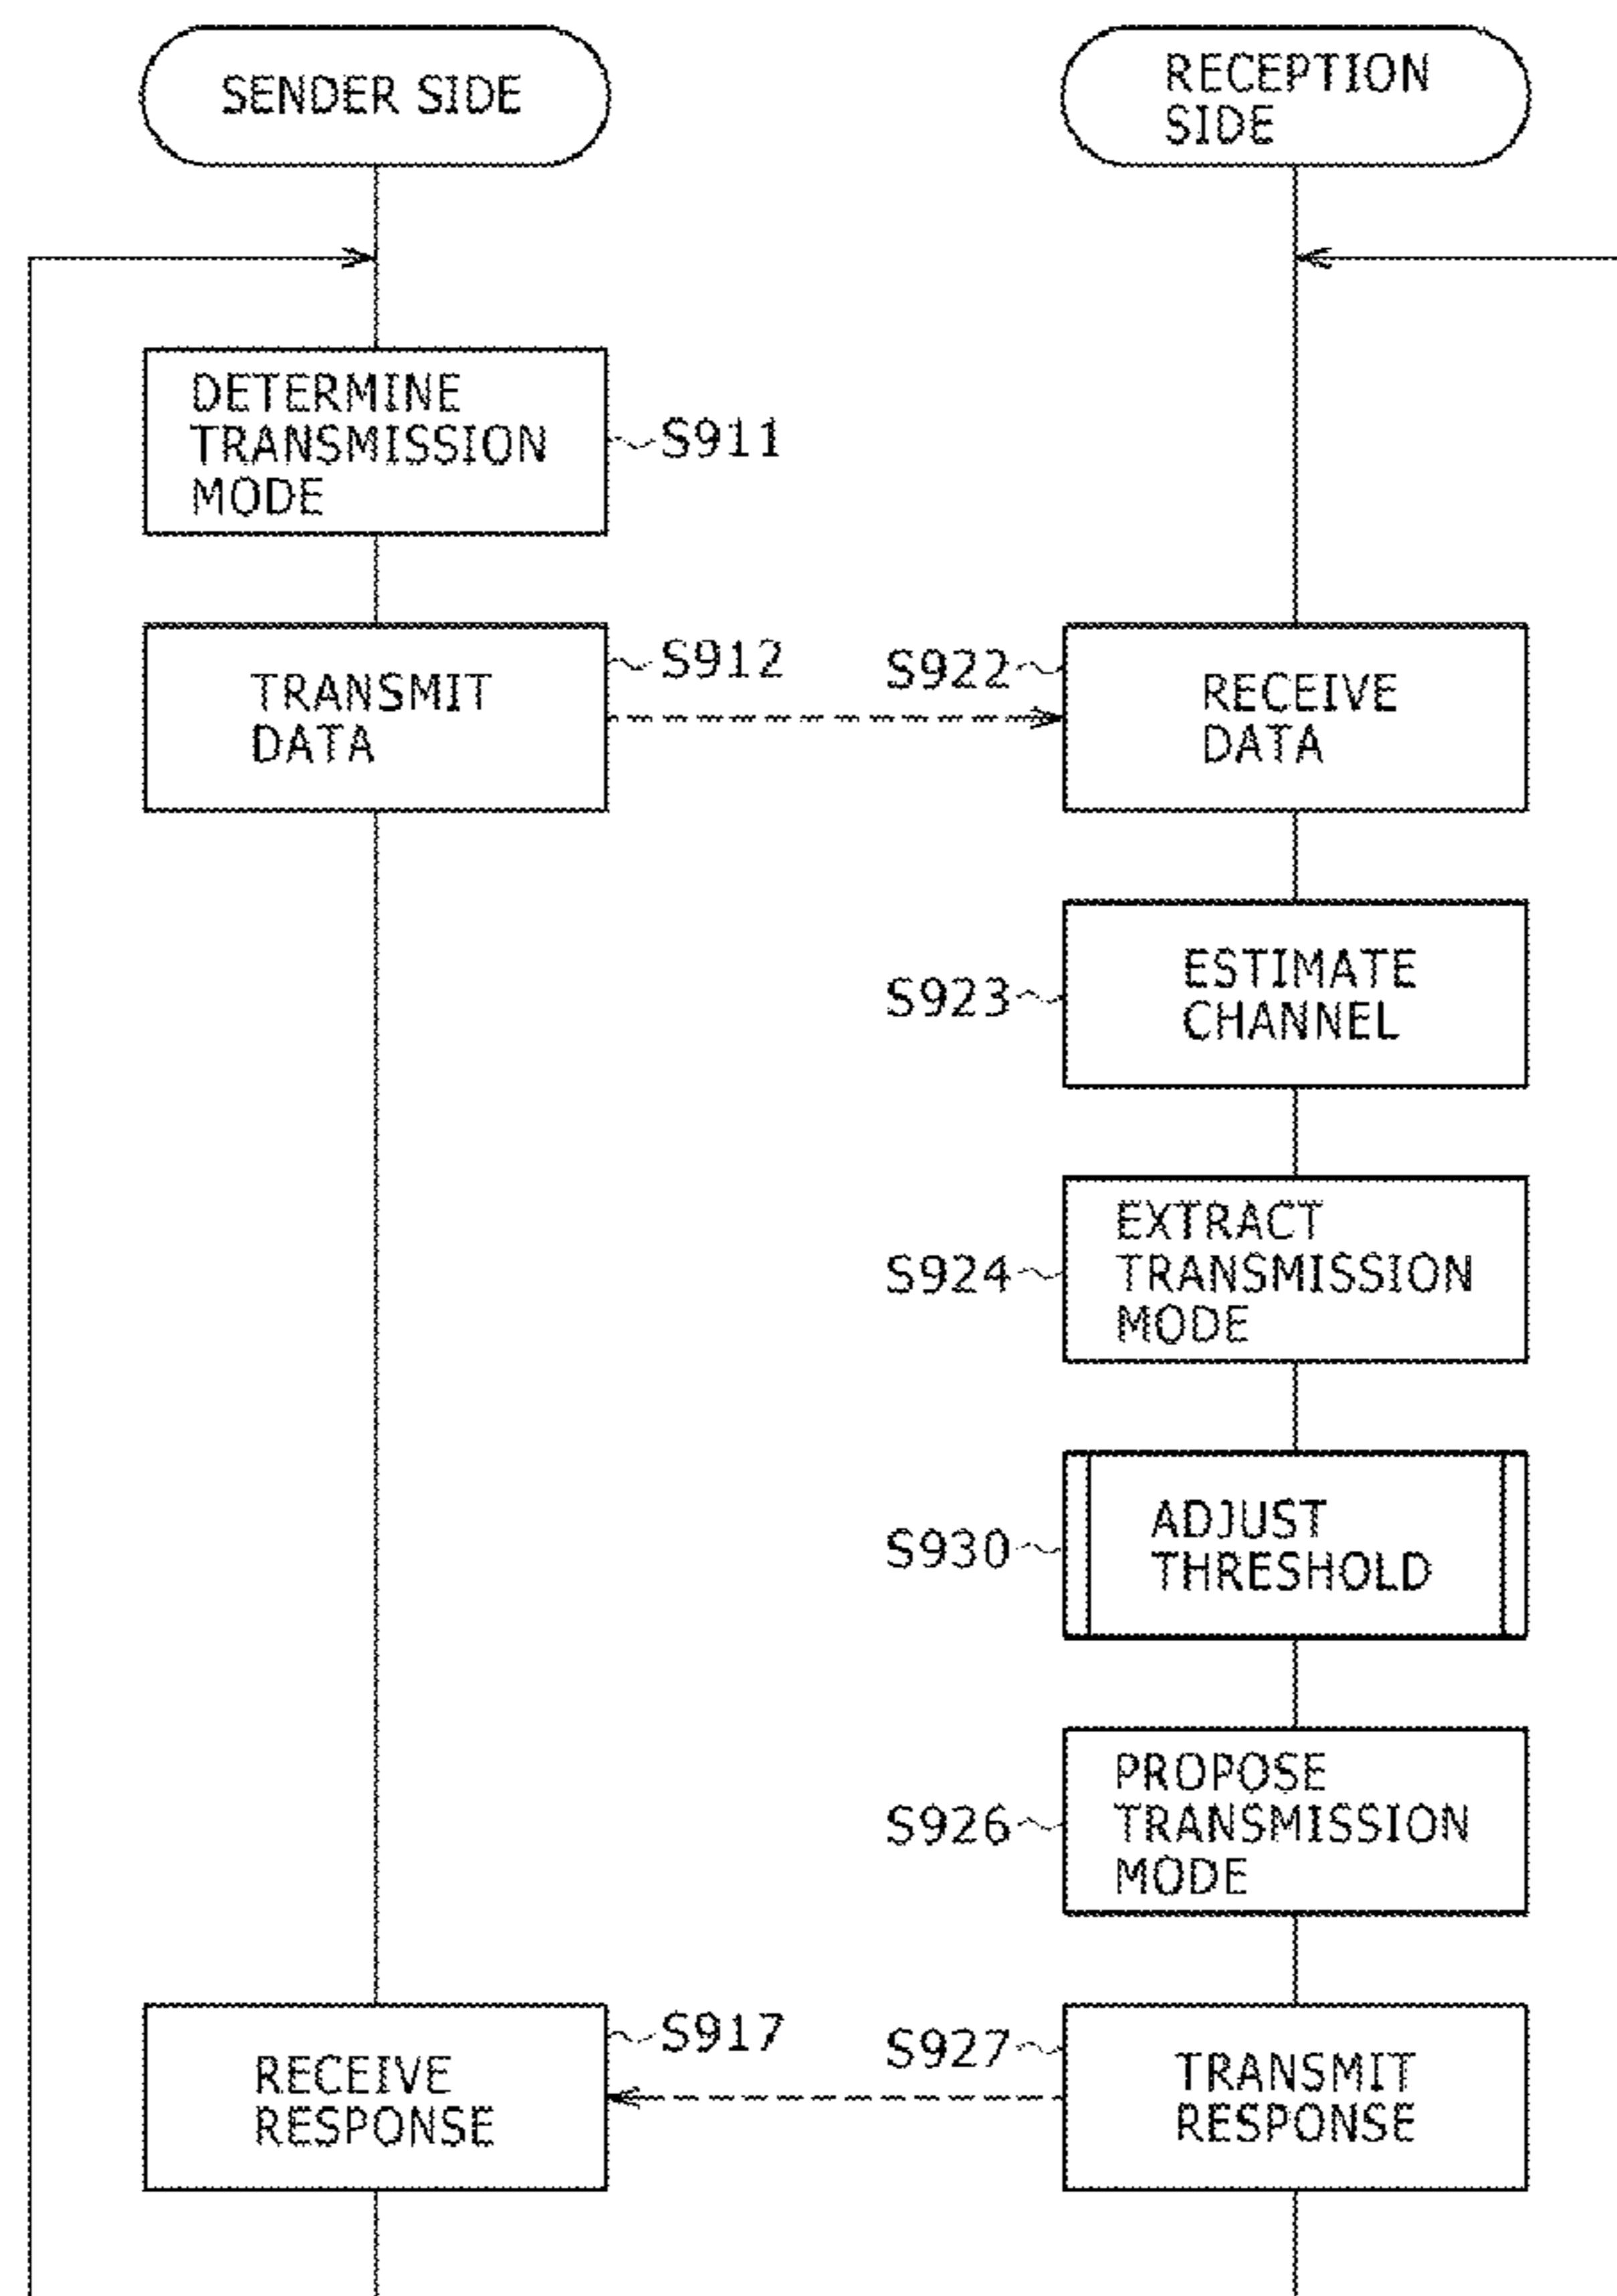 SENDER SIDE
RECEPTION
SIDE
DETERMINE
TRANSMISSION
MODE
S911
TRANSMIT
DATA
S912
S922
RECEIVE
DATA
S923
ESTIMATE
CHANNEL
S924
EXTRACT
TRANSMISSION
MODE
S930
ADJUST
THRESHOLD
S926
PROPOSE
TRANSMISSION
MODE
RECEIVE
RESPONSE
S917
S927
TRANSMIT
RESPONSE